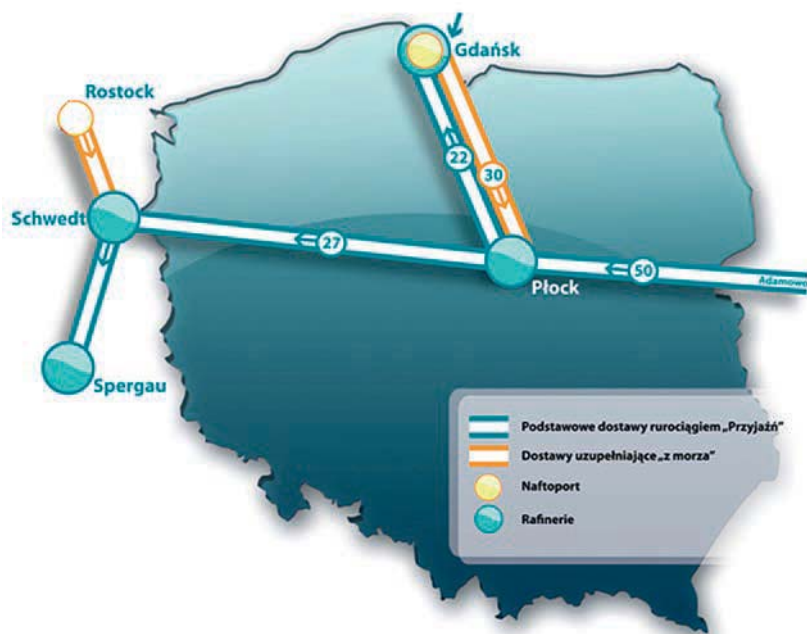 Gdańsk
Rostock
22
30
Schwedt
27
50
Adamowo
Płock
Spergau
Podstawowe dostawy rurociągiem „Przyjaźń”
Dostawy uzupełniające „z morza”
Naftoport
Rafinerie